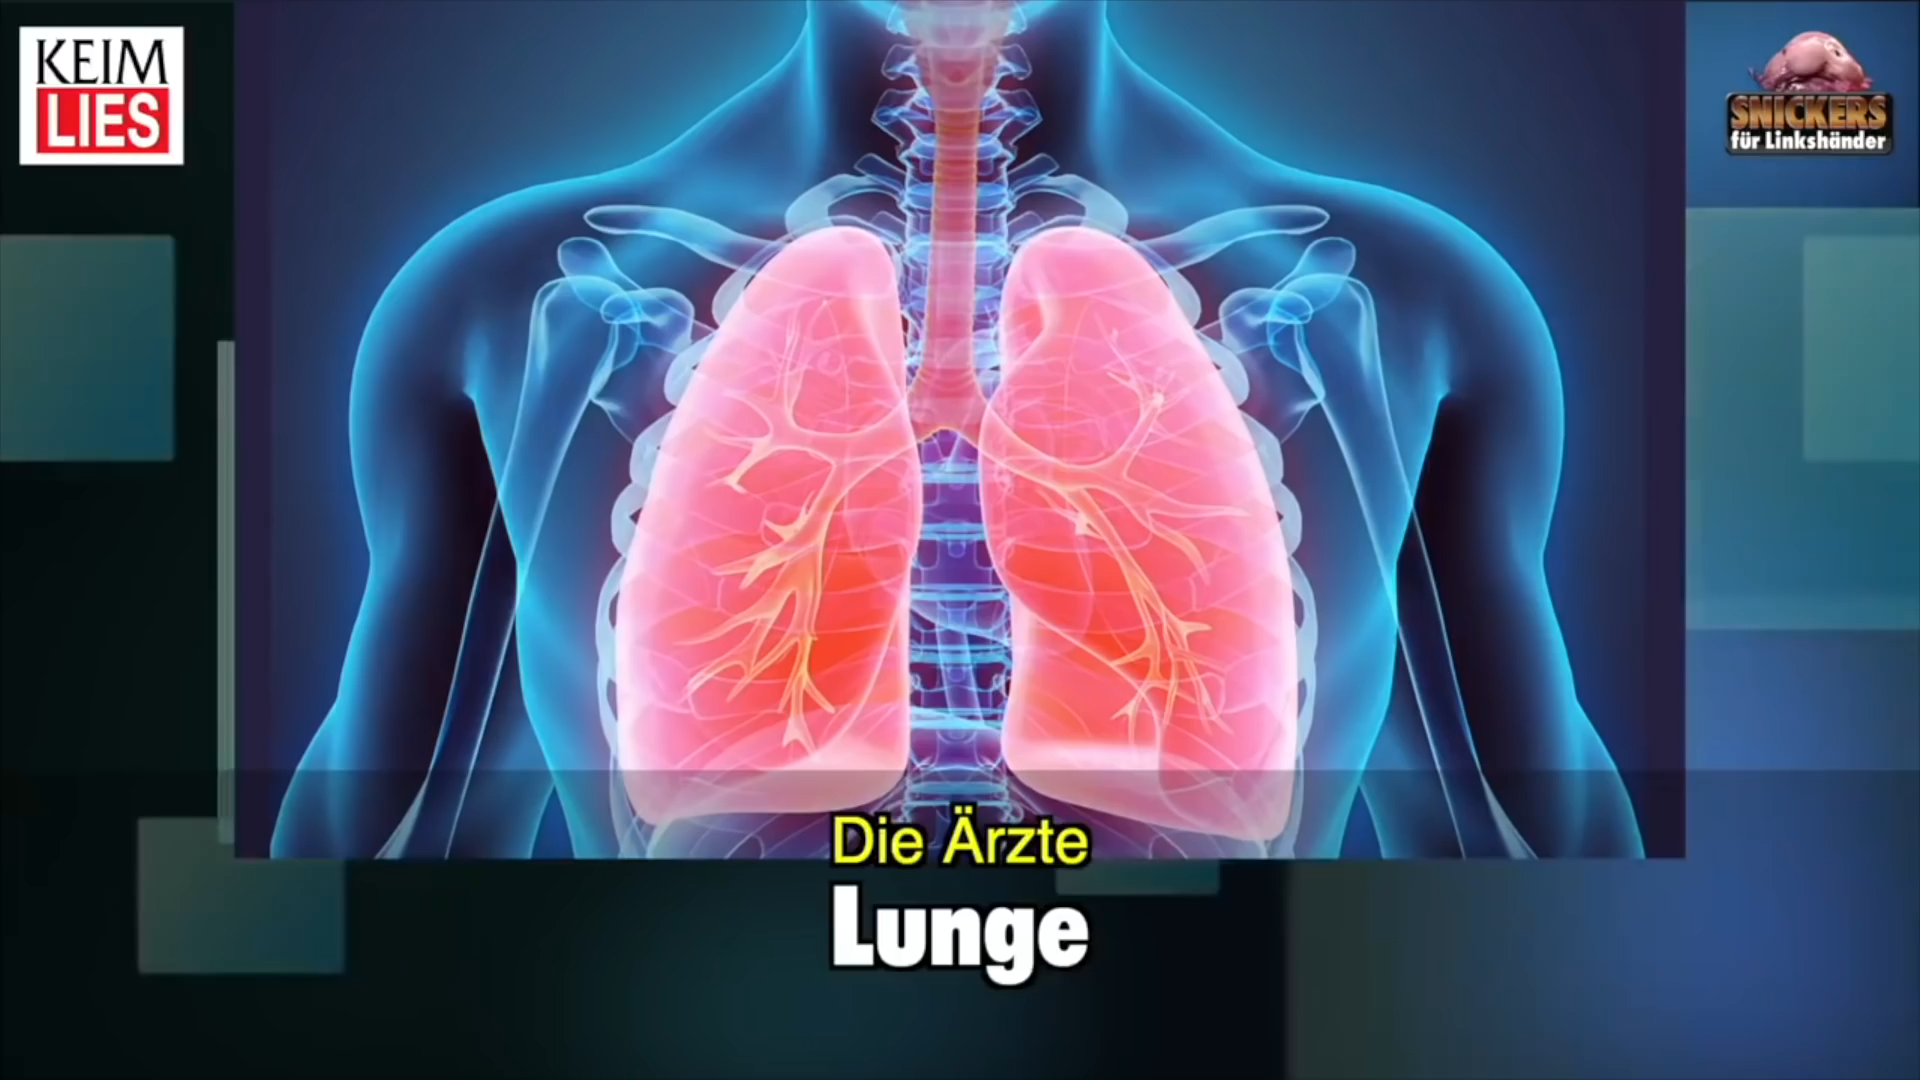 KEIM
LIES
SNICKERS
für Linkshänder
Die Ärzte
Lunge